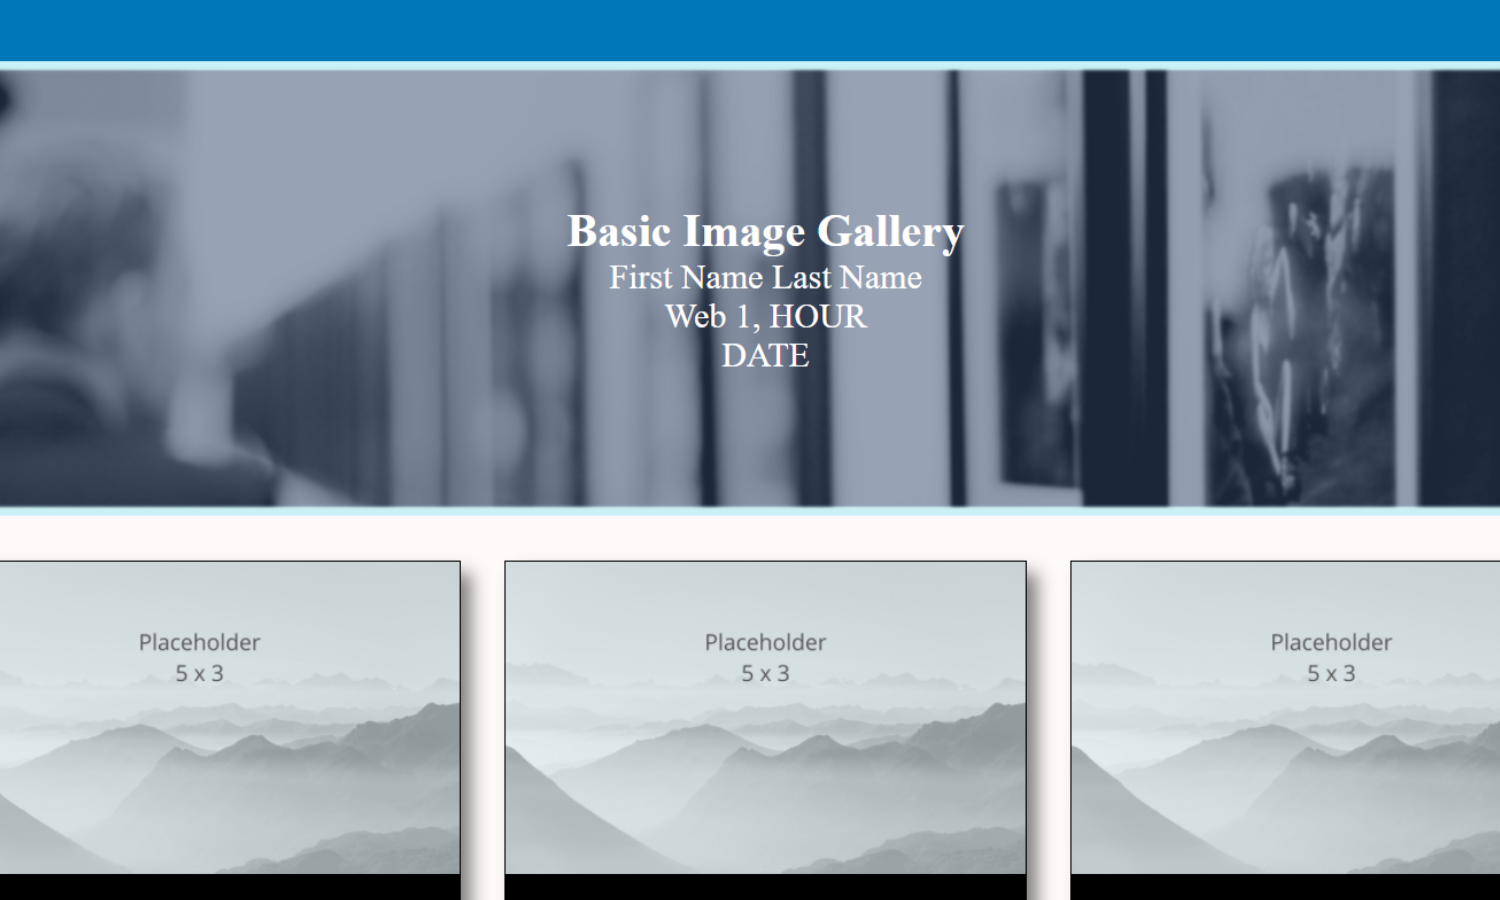 Basic Image Gallery
First Name Last Name
Web 1, HOUR
DATE
Placeholder
5 x 3
Placeholder
5 x 3
Placeholder
5 x 3